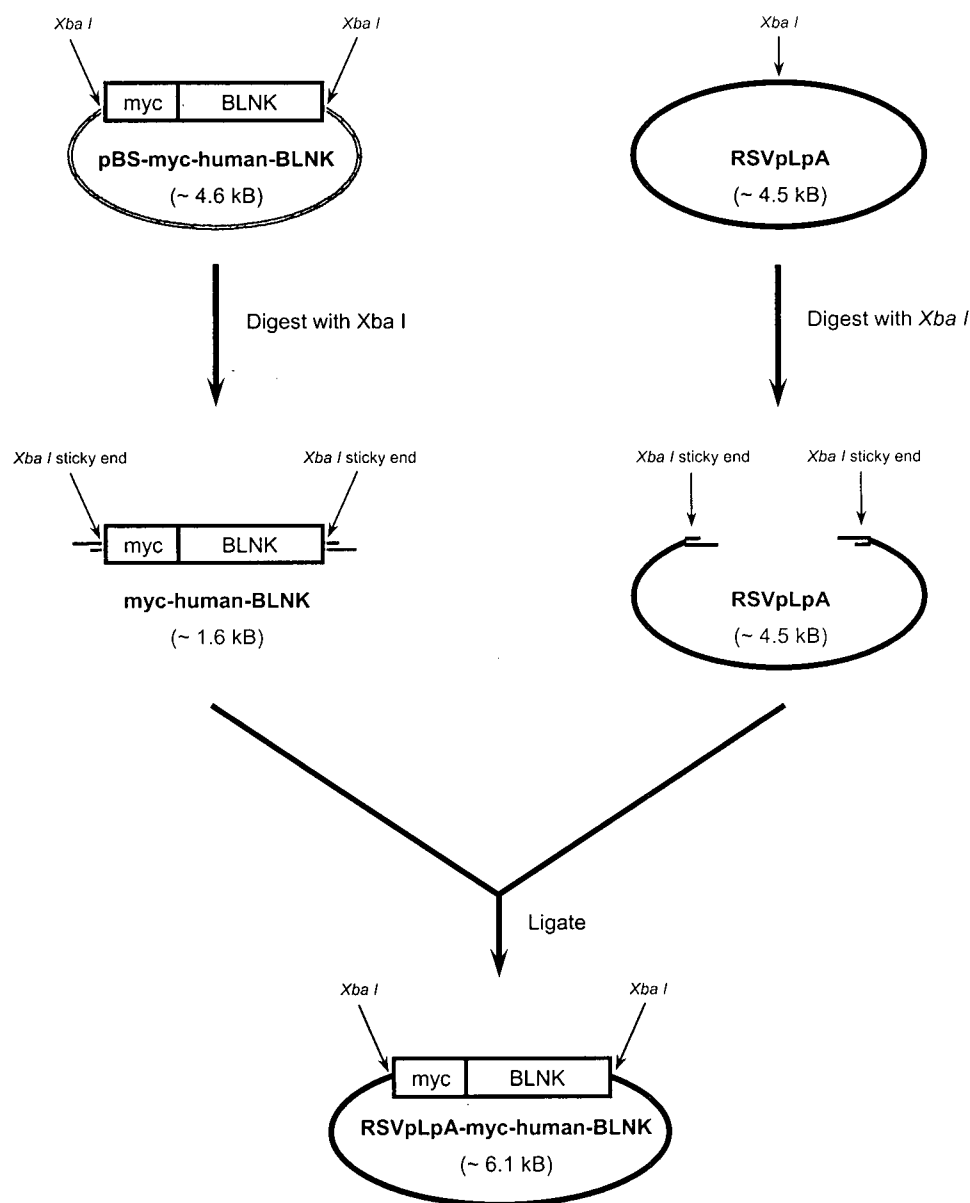 Xba I
Xba I
Xba I
myc
BLNK
pBS-myc-human-BLNK
(~ 4.6 kB)
RSVpLpA
(~ 4.5 kB)
Digest with Xba I
Digest with Xba I
Xba I sticky end
Xba I sticky end
Xba I sticky end
Xba I sticky end
myc
BLNK
myc-human-BLNK
(~ 1.6 kB)
RSVpLpA
(~ 4.5 kB)
Ligate
Xba I
Xba I
myc
BLNK
RSVpLpA-myc-human-BLNK
(~ 6.1 kB)